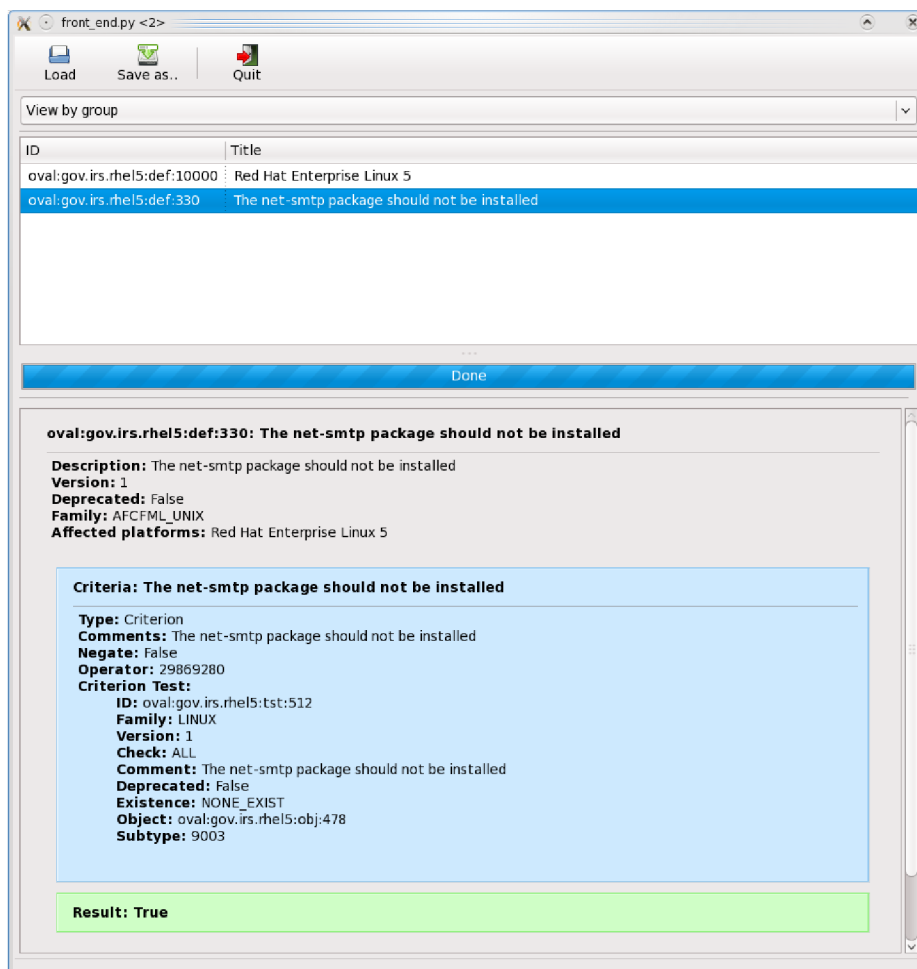 front_end.py <2>
Load Save as.. Quit
View by group
ID Title
oval:gov.irs.rhel5:def:10000 Red Hat Enterprise Linux 5
oval:gov.irs.rhel5:def:330 The net-smtp package should not be installed
Done
oval:gov.irs.rhel5:def:330: The net-smtp package should not be installed
Description: The net-smtp package should not be installed
Version: 1
Deprecated: False
Family: AFCFML_UNIX
Affected platforms: Red Hat Enterprise Linux 5
Criteria: The net-smtp package should not be installed
Type: Criterion
Comments: The net-smtp package should not be installed
Negate: False
Operator: 29869280
Criterion Test:
ID: oval:gov.irs.rhel5:tst:512
Family: LINUX
Version: 1
Check: ALL
Comment: The net-smtp package should not be installed
Deprecated: False
Existence: NONE_EXIST
Object: oval:gov.irs.rhel5:obj:478
Subtype: 9003
Result: True